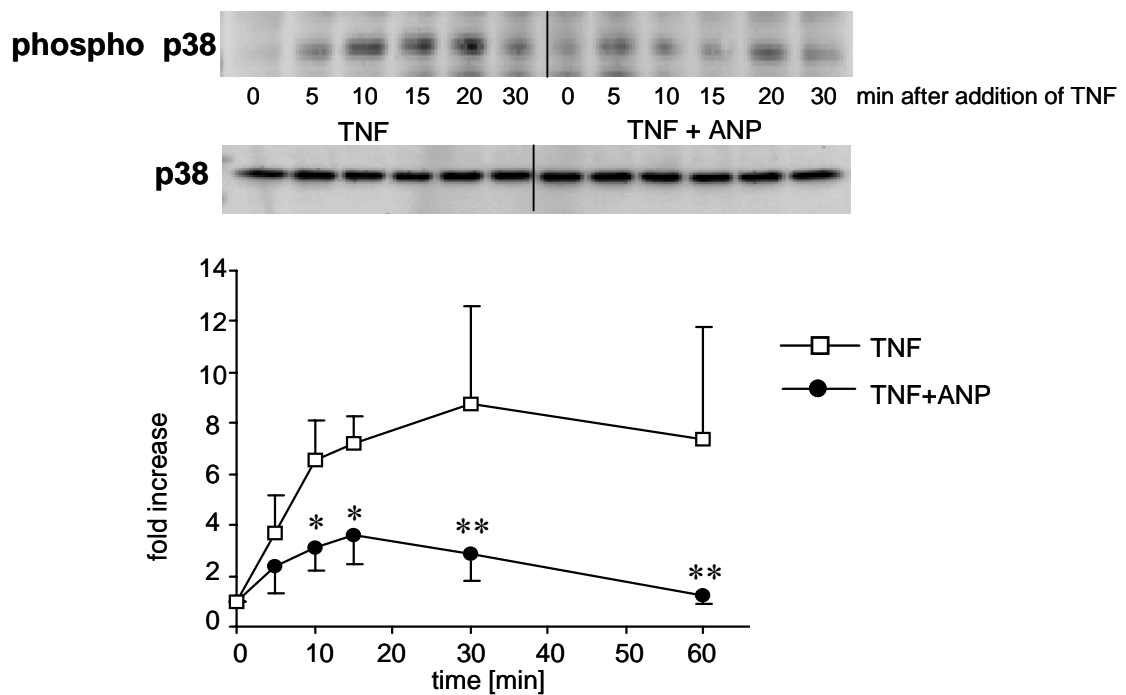 phospho p38
0 5 10 15 20 30 0 5 10 15 20 30 min after addition of TNF
TNF TNF + ANP
p38
14
12
10
8
6
4
2
0
fold increase
* * ** **
0 10 20 30 40 50 60
time [min]
TNF
TNF+ANP